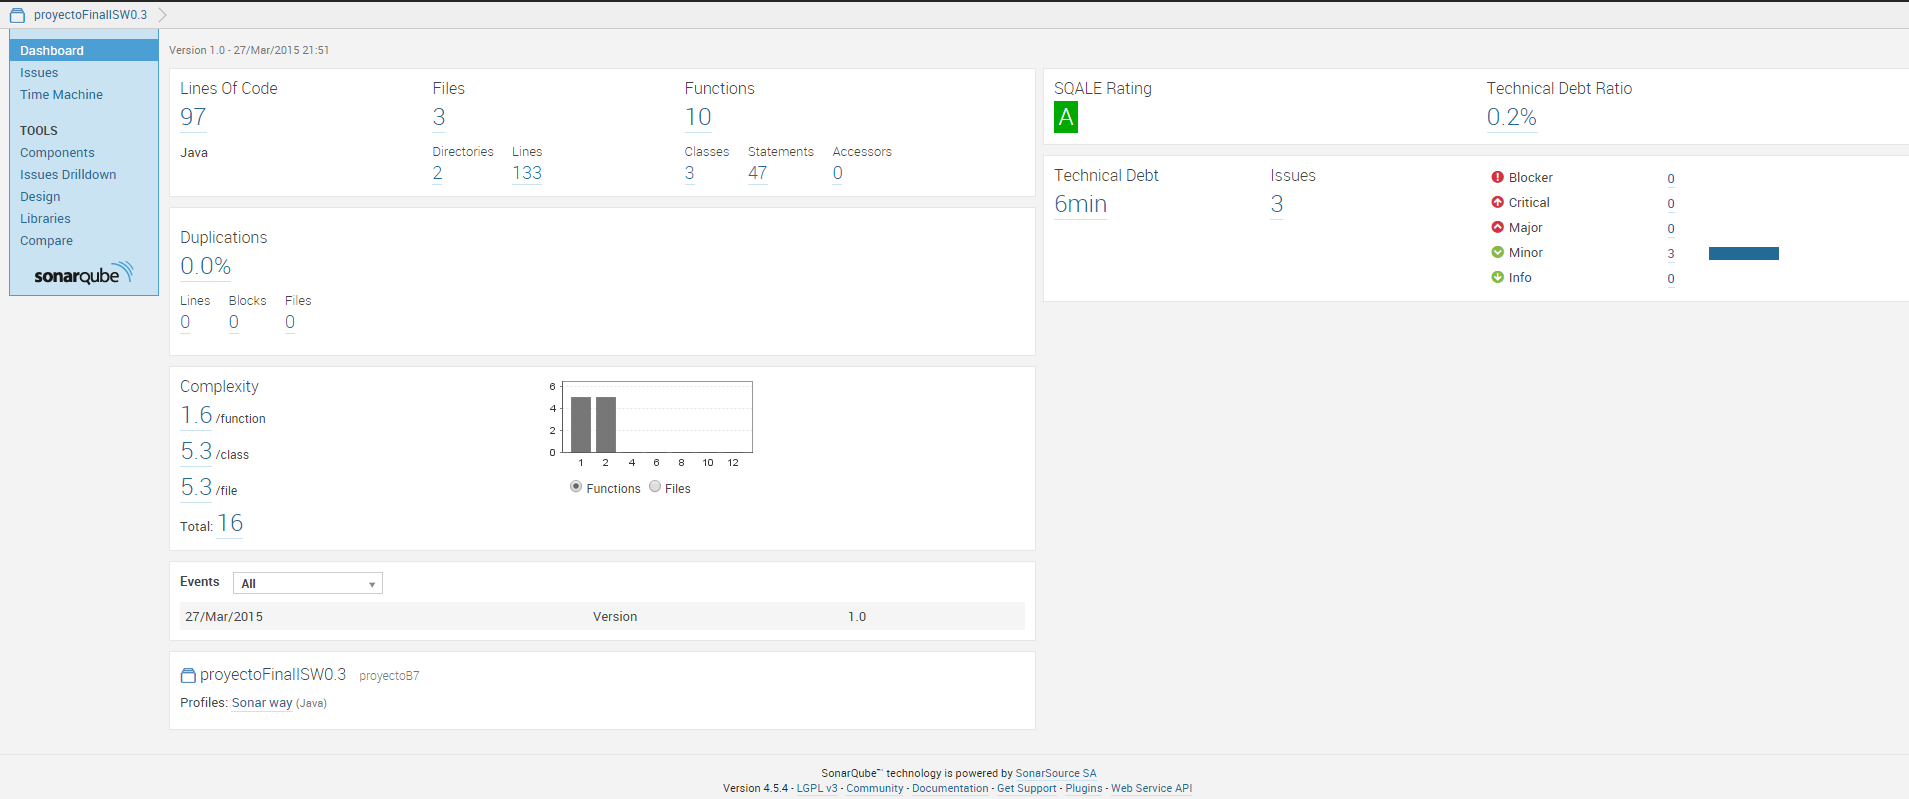 proyectoFinalISW0.3
Dashboard
Issues
Time Machine
TOOLS
Components
Issues Drilldown
Design
Libraries
Compare
sonarqube
Version 1.0 - 27/Mar/2015 21:51
Lines Of Code
97
Java
Files
3
Directories
2
Lines
133
Functions
10
Classes
3
Statements
47
Accessors
0
Duplications
0.0%
Lines
0
Blocks
0
Files
0
Complexity
1.6 /function
5.3 /class
5.3 /file
Total: 16
6
4
2
0
1 2 4 6 8 10 12
Functions Files
Events All
27/Mar/2015 Version 1.0
proyectoFinalISW0.3 proyectoB7
Profiles: Sonar way (Java)
SQALE Rating
A
Technical Debt Ratio
0.2%
Technical Debt
6min
Issues
3
Blocker 0
Critical 0
Major 0
Minor 3
Info 0
SonarQube™ technology is powered by SonarSource SA
Version 4.5.4 - LGPL v3 - Community - Documentation - Get Support - Plugins - Web Service API